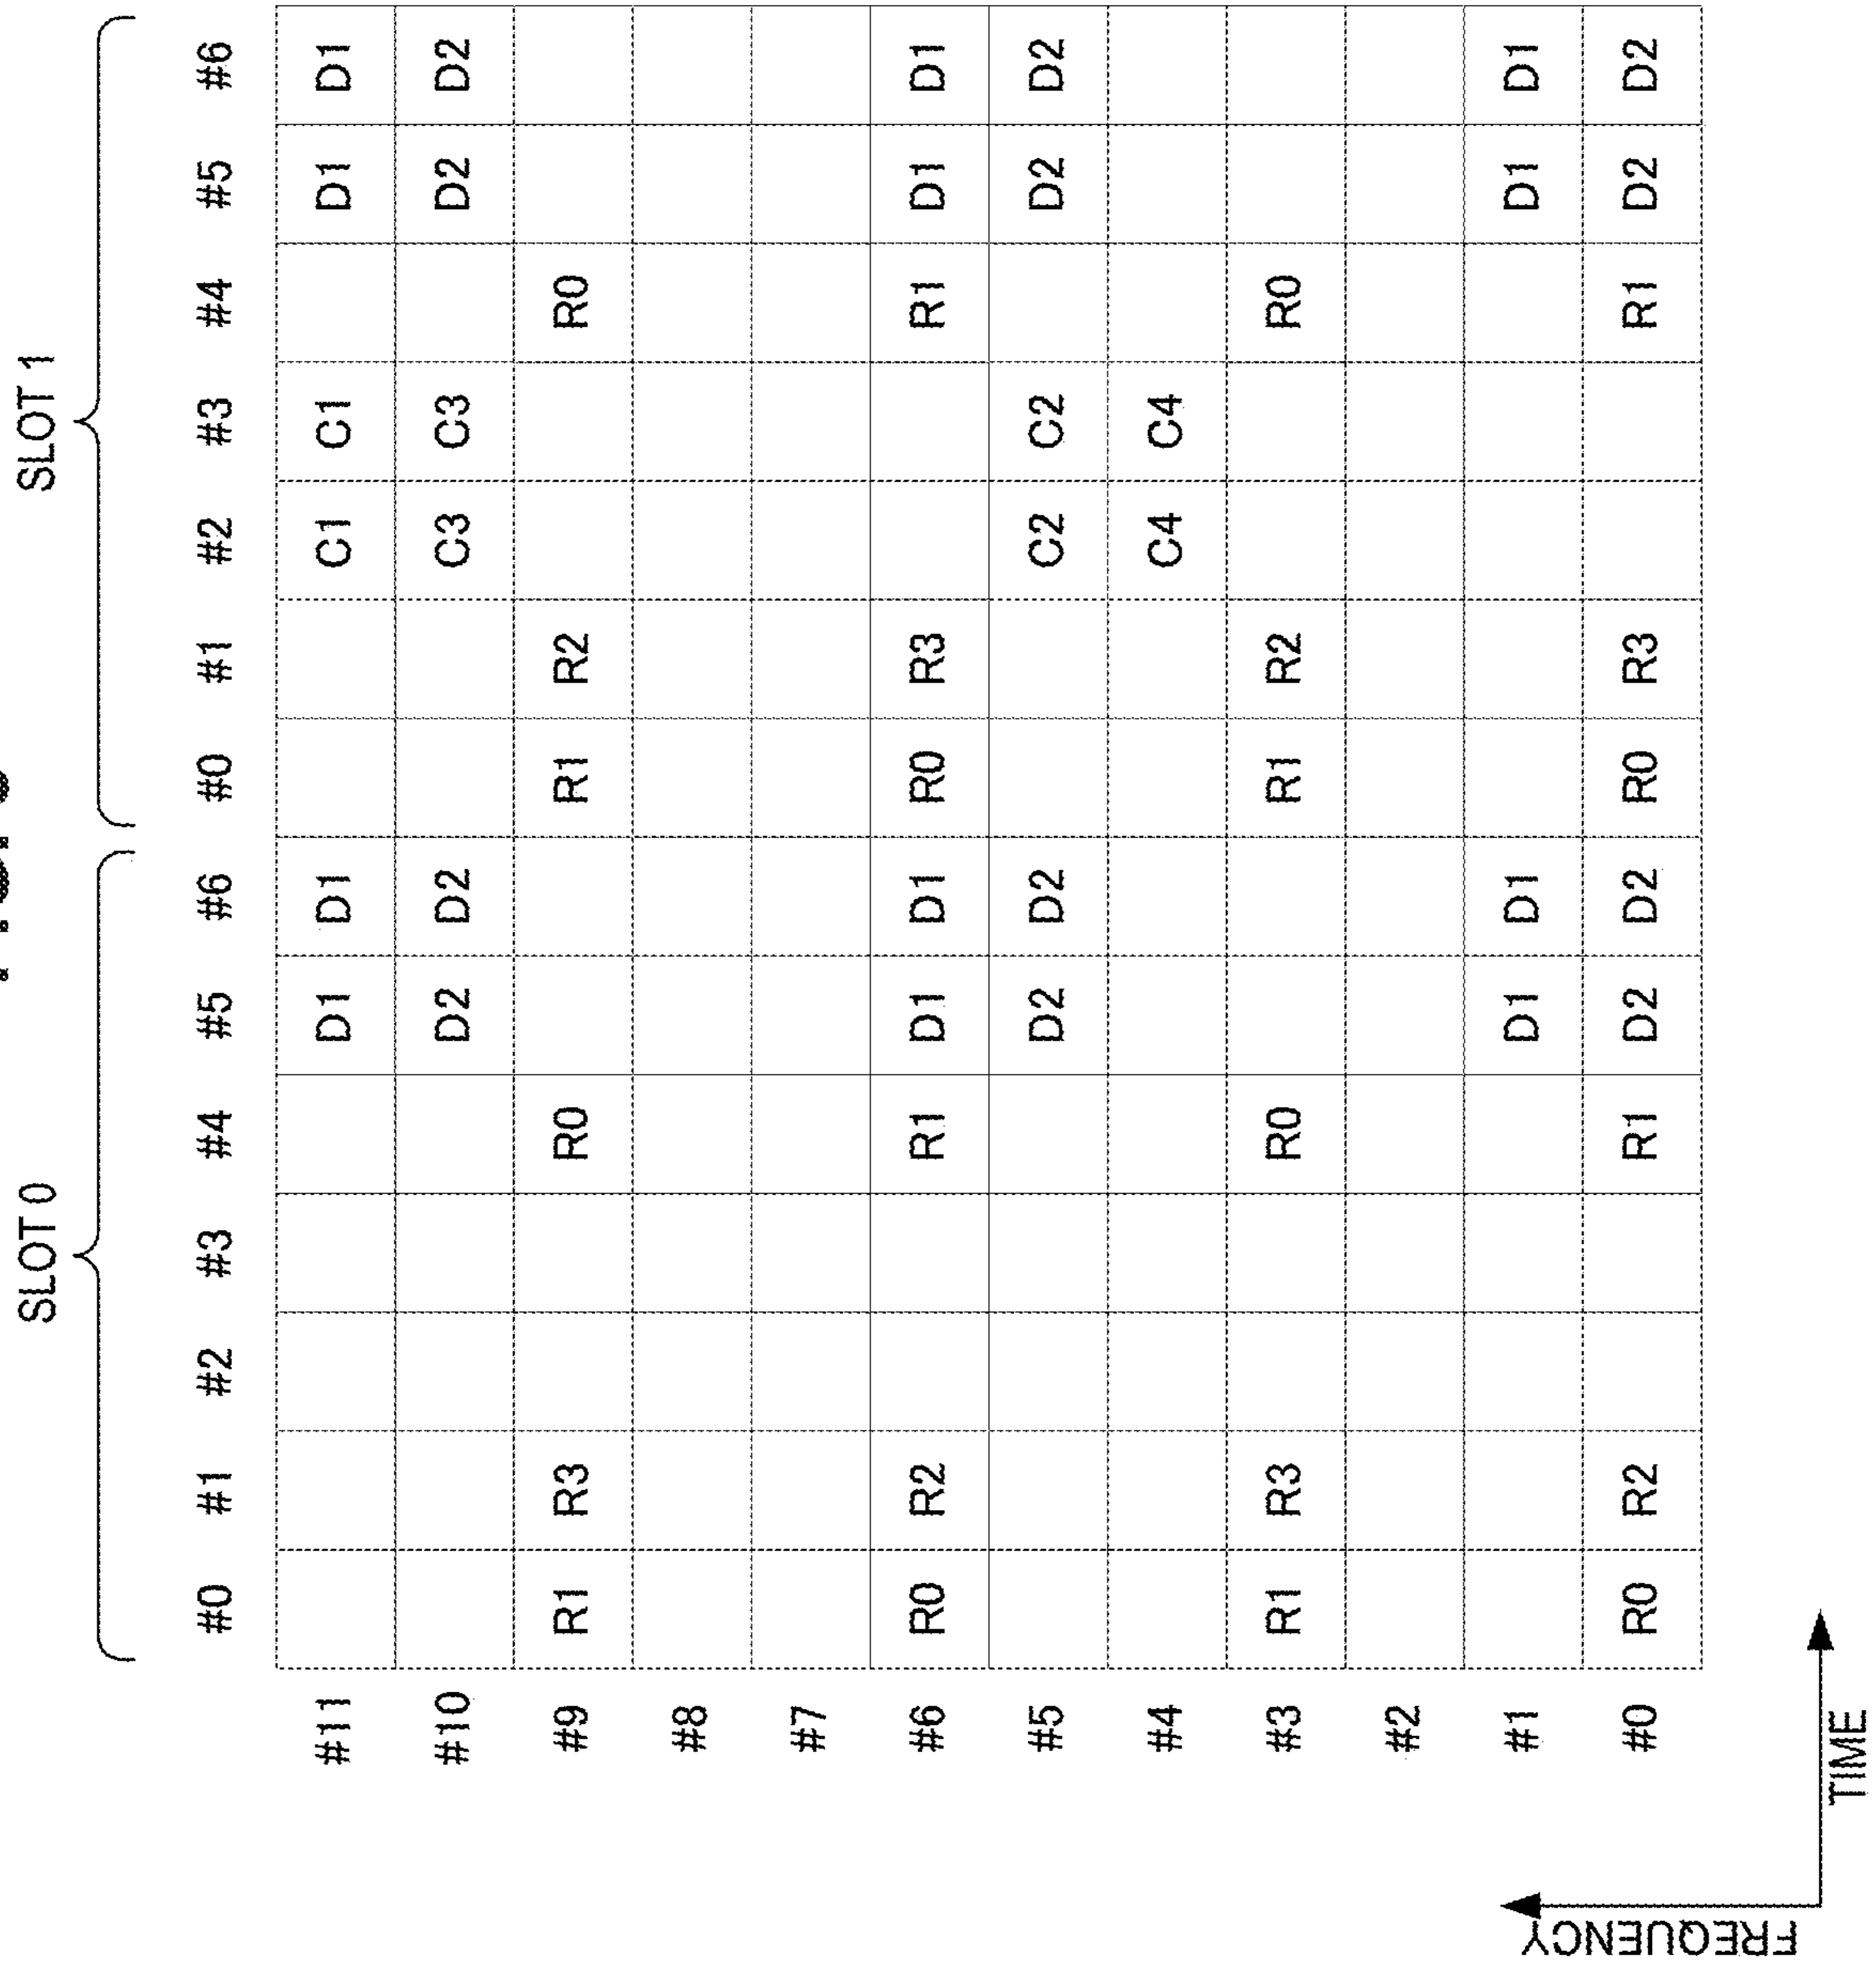 SLOT 0 SLOT 1
#0 #1 #2 #3 #4 #5 #6 #0 #1 #2 #3 #4 #5 #6
#11 D1 D1 C1 C1 D1 D1
#10 D2 D2 C3 C3 D2 D2
#9 R1 R3 R0 R1 R2 R0
#8
#7
#6 R0 R2 R1 D1 D1 R0 R3 R1 D1 D1
#5 D2 D2 C2 C2 D2 D2
#4 C4 C4
#3 R1 R3 R0 R1 R2 R0
#2
#1 D1 D1 D1 D1
#0 R0 R2 R1 D2 D2 R0 R3 R1 D2 D2
FREQUENCY
TIME